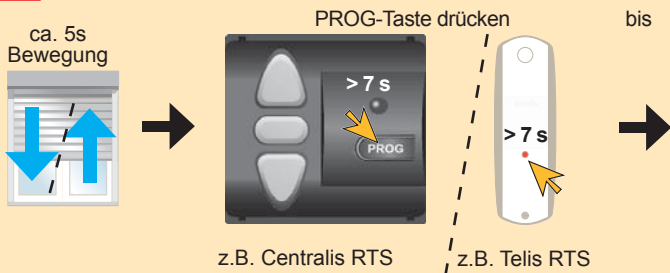 PROG-Taste drücken
bis
ca. 5s
Bewegung
> 7 s
PROG
> 7 s
z.B. Centralis RTS
z.B. Telis RTS